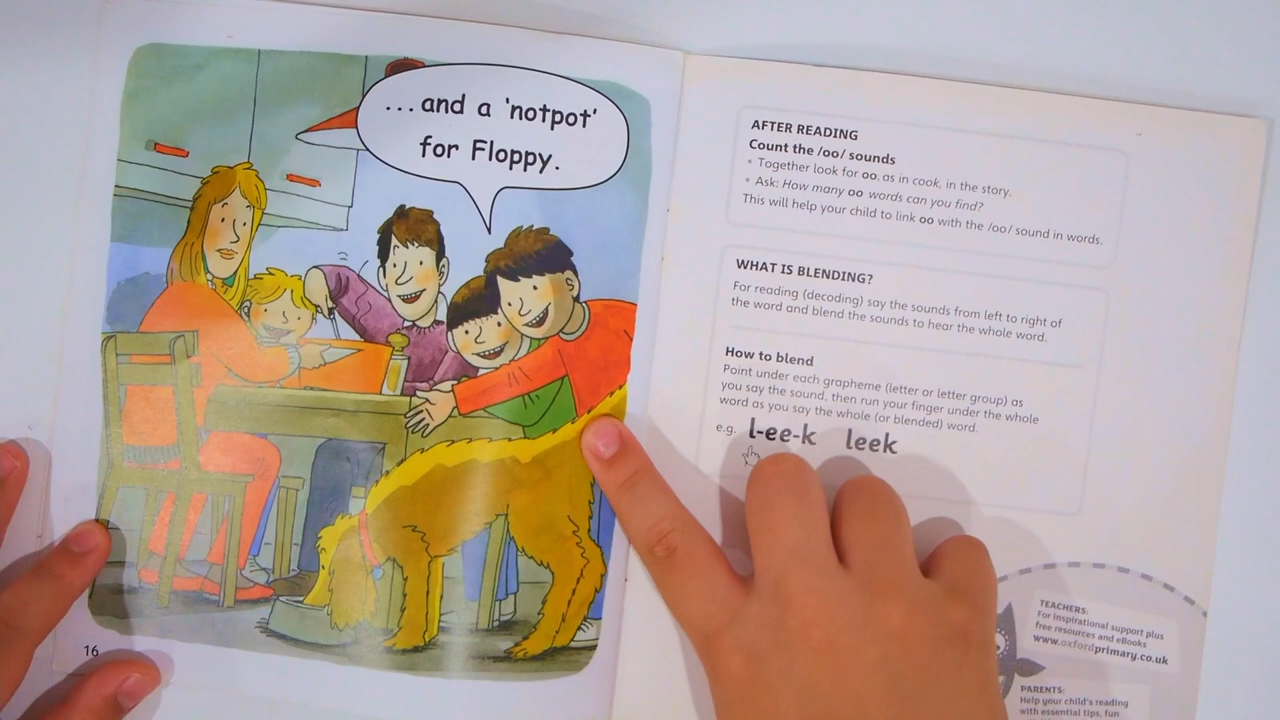 ...and a 'notpot'
for Floppy.
16
AFTER READING
Count the /oo/ sounds
• Together look for oo, as in cook, in the story.
• Ask: How many oo words can you find?
This will help your child to link oo with the /oo/ sound in words.
WHAT IS BLENDING?
For reading (decoding) say the sounds from left to right of
the word and blend the sounds to hear the whole word.
How to blend
Point under each grapheme (letter or letter group) as
you say the sound, then run your finger under the whole
word as you say the whole (or blended) word.
e.g. l-ee-k leek
TEACHERS:
For inspirational support plus
free resources and eBooks
www.oxfordprimary.co.uk
PARENTS:
Help your child's reading
with essential tips, fun